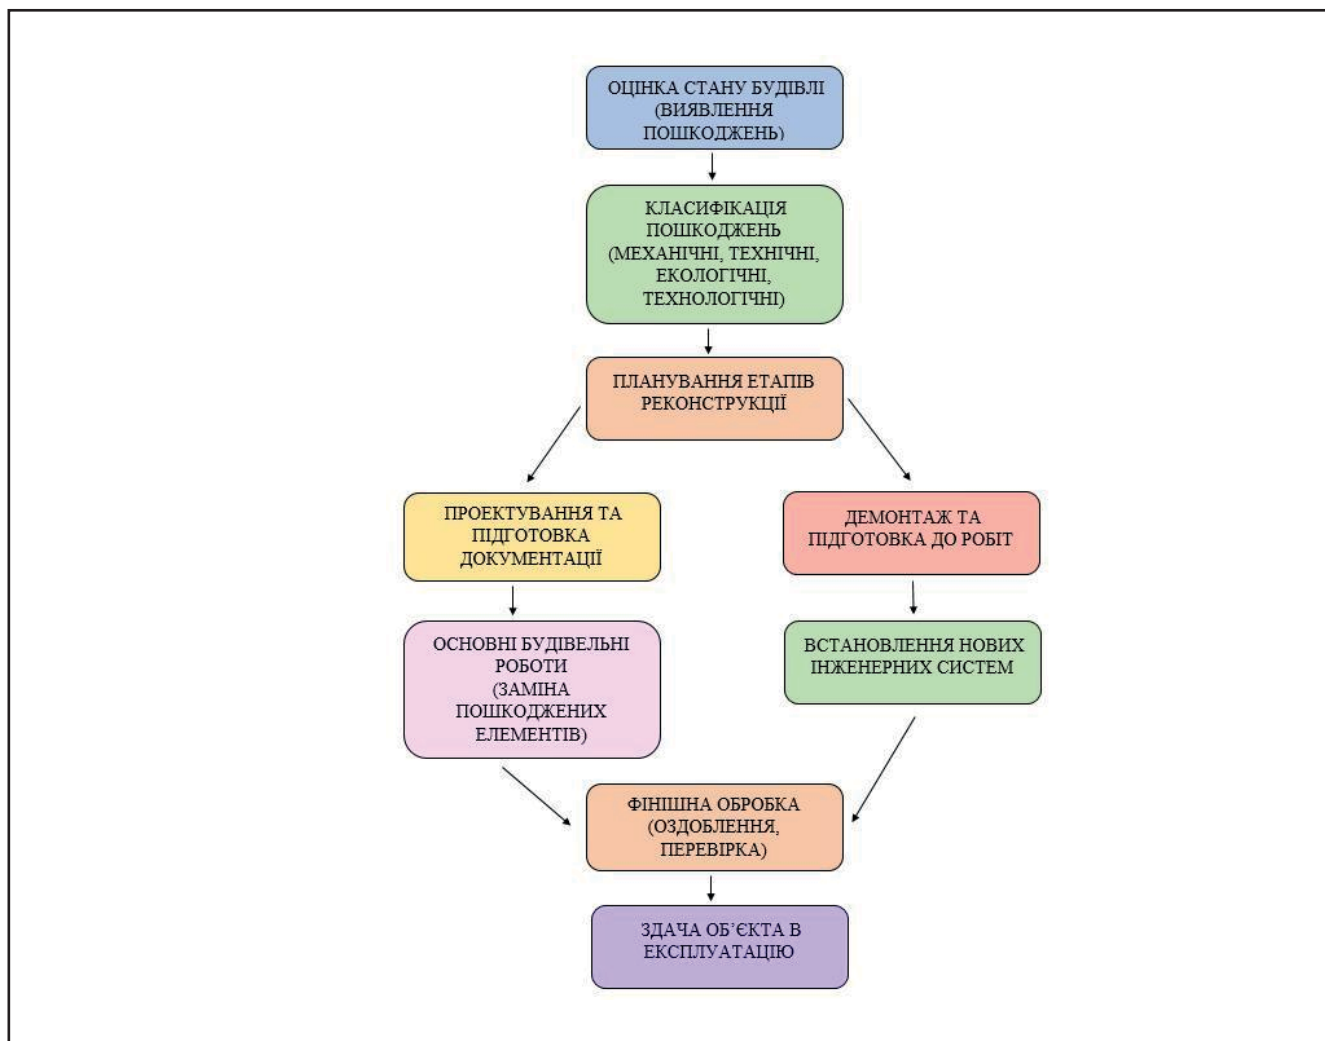 ОЦІНКА СТАНУ БУДІВЛІ
(ВИЯВЛЕННЯ
ПОШКОДЖЕНЬ)
КЛАСИФІКАЦІЯ
ПОШКОДЖЕНЬ
(МЕХАНІЧНІ, ТЕХНІЧНІ,
ЕКОЛОГІЧНІ,
ТЕХНОЛОГІЧНІ)
ПЛАНУВАННЯ ЕТАПІВ
РЕКОНСТРУКЦІЇ
ПРОЕКТУВАННЯ ТА
ПІДГОТОВКА
ДОКУМЕНТАЦІЇ
ДЕМОНТАЖ ТА
ПІДГОТОВКА ДО РОБІТ
ОСНОВНІ БУДІВЕЛЬНІ
РОБОТИ
(ЗАМІНА
ПОШКОДЖЕНИХ
ЕЛЕМЕНТІВ)
ВСТАНОВЛЕННЯ НОВИХ
ІНЖЕНЕРНИХ СИСТЕМ
ФІНІШНА ОБРОБКА
(ОЗДОБЛЕННЯ,
ПЕРЕВІРКА)
ЗДАЧА ОБ’ЄКТА В
ЕКСПЛУАТАЦІЮ